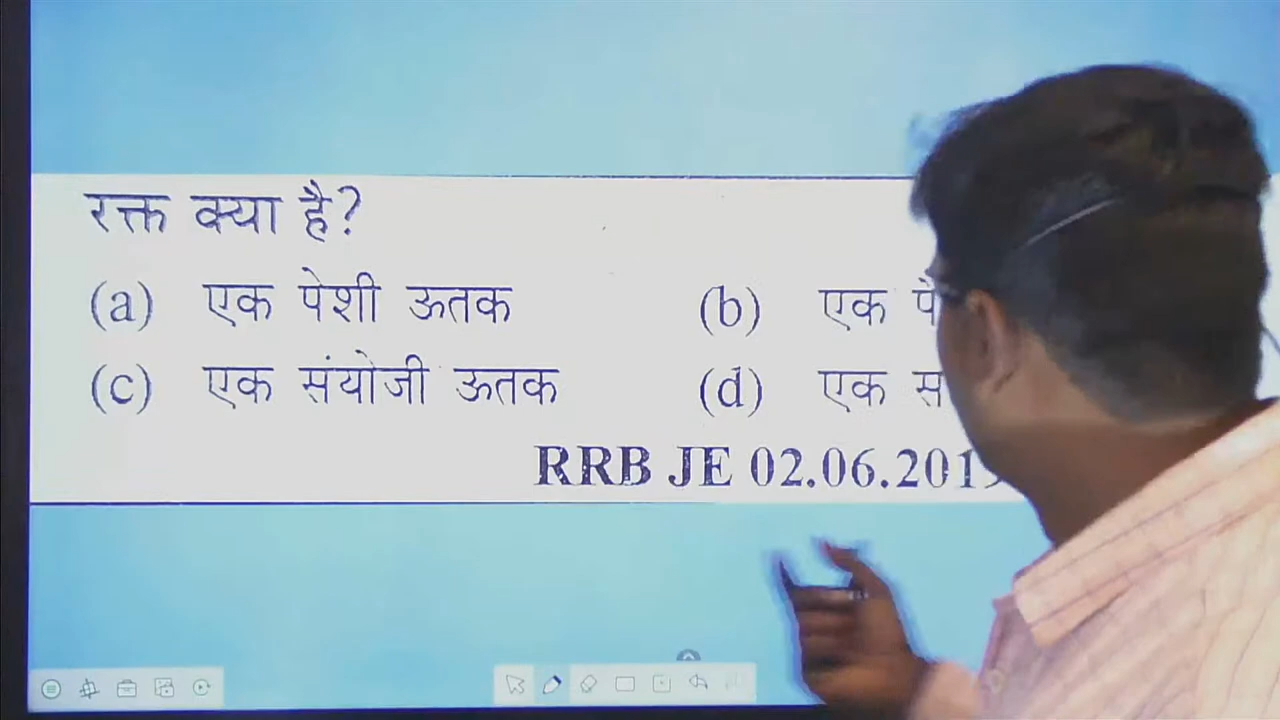 रक्त क्या है?
(a) एक पेशी ऊतक (b) एक
(c) एक संयोजी ऊतक (d) एक
RRB JE 02.06.201